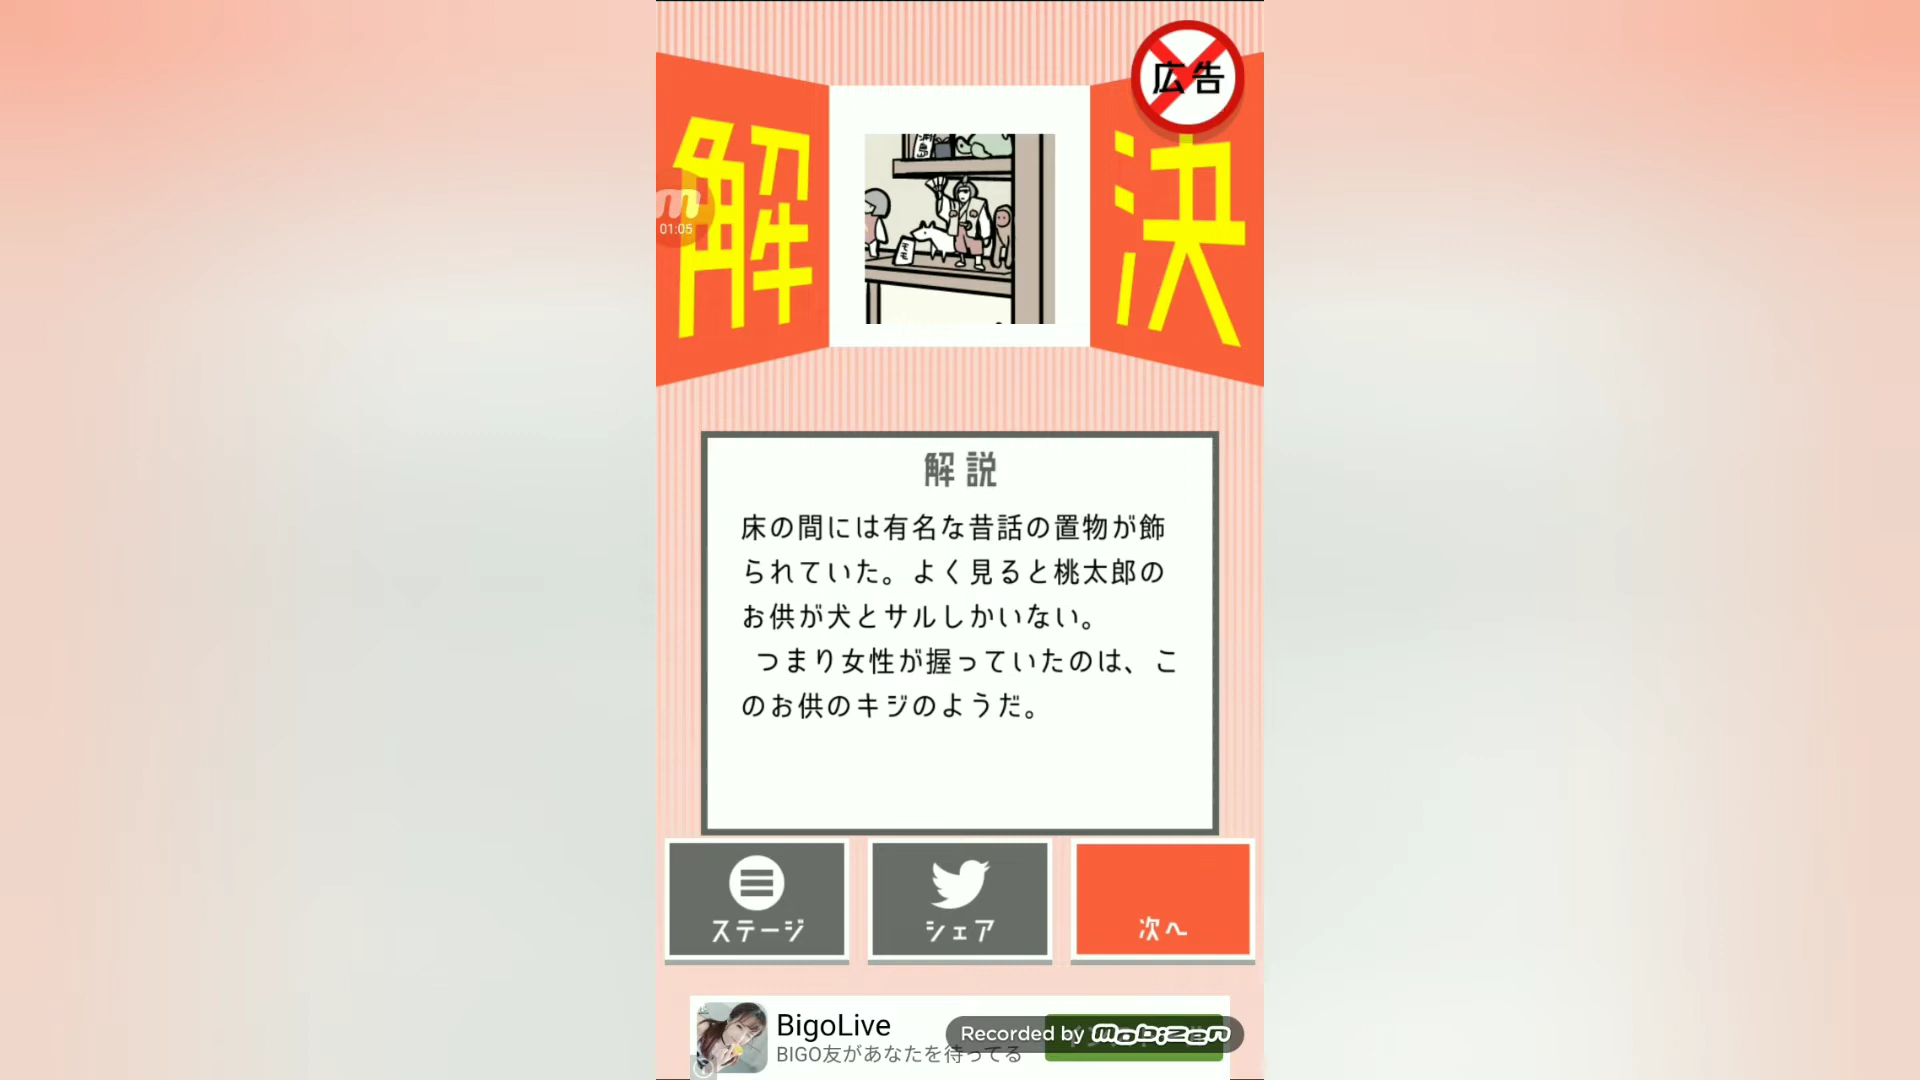 広告
解決
m
01:05
モモ
解説
床の間には有名な昔話の置物が飾
られていた。よく見ると桃太郎の
お供が犬とサルしかいない。
つまり女性が握っていたのは、こ
のお供のキジのようだ。
ステージ
シェア
次へ
BigoLive
BIGO友があなたを待ってる
Recorded by mobizen